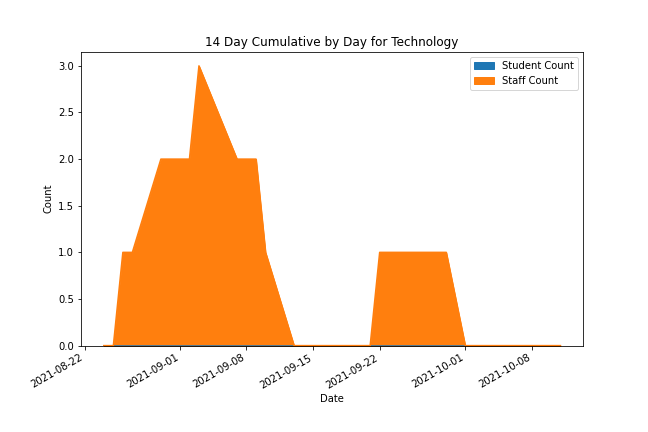 14 Day Cumulative by Day for Technology
Student Count
Staff Count
3.0
2.5
2.0
1.5
1.0
0.5
0.0
Count
2021-08-22
2021-09-01
2021-09-08
2021-09-15
2021-09-22
2021-10-01
2021-10-08
Date